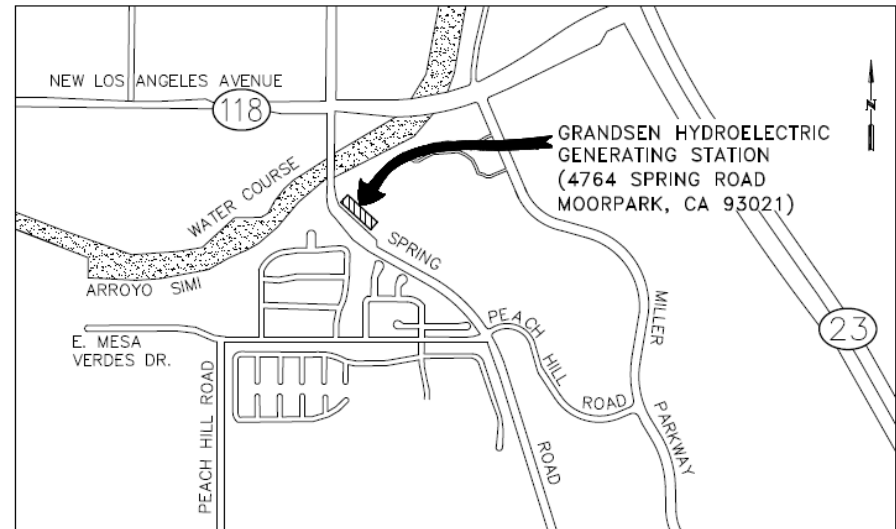 NEW LOS ANGELES AVENUE
118
N
GRANDSEN HYDROELECTRIC
GENERATING STATION
(4764 SPRING ROAD
MOORPARK, CA 93021)
WATER COURSE
SPRING
ARROYO SIMI
PEACH
HILL
ROAD
MILLER
PARKWAY
23
E. MESA
VERDES DR.
PEACH HILL ROAD
ROAD